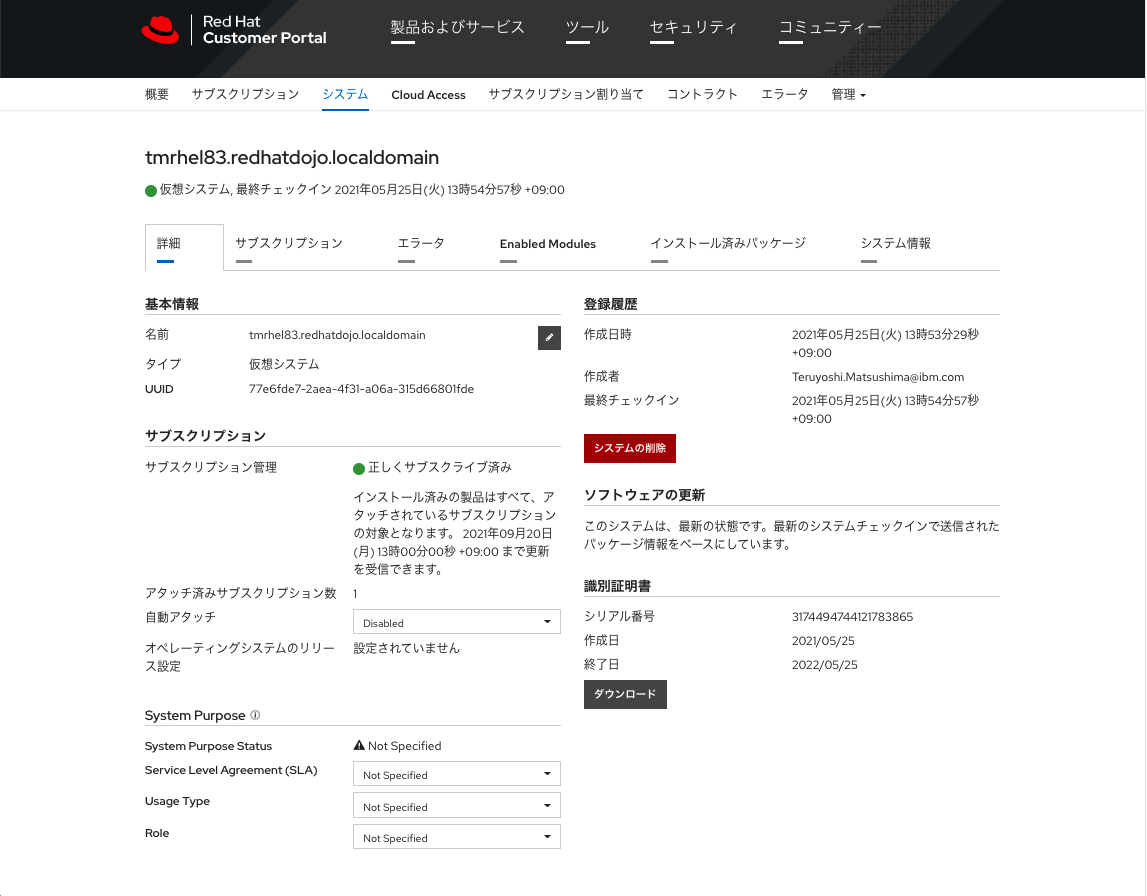 Red Hat
Customer Portal
製品およびサービス
ツール
セキュリティ
コミュニティー
概要
サブスクリプション
システム
Cloud Access
サブスクリプション割り当て
コントラクト
エラータ
管理
tmrhel83.redhatdojo.localdomain
仮想システム, 最終チェックイン 2021年05月25日(火) 13時54分57秒 +09:00
詳細
サブスクリプション
エラータ
Enabled Modules
インストール済みパッケージ
システム情報
基本情報
名前 tmrhel83.redhatdojo.localdomain
タイプ 仮想システム
UUID 77e6fde7-2aea-4f31-a06a-315d66801fde
サブスクリプション
サブスクリプション管理 正しくサブスクライブ済み
インストール済みの製品はすべて、ア
タッチされているサブスクリプション
の対象となります。 2021年09月20日
(月) 13時00分00秒 +09:00 まで更新
を受信できます。
アタッチ済みサブスクリプション数 1
自動アタッチ Disabled
オペレーティングシステムのリリー 設定されていません
ス設定
System Purpose
System Purpose Status Not Specified
Service Level Agreement (SLA) Not Specified
Usage Type Not Specified
Role Not Specified
登録履歴
作成日時 2021年05月25日(火) 13時53分29秒
+09:00
作成者 Teruyoshi.Matsushima@ibm.com
最終チェックイン 2021年05月25日(火) 13時54分57秒
+09:00
システムの削除
ソフトウェアの更新
このシステムは、最新の状態です。最新のシステムチェックインで送信された
パッケージ情報をベースにしています。
識別証明書
シリアル番号 3174494744121783865
作成日 2021/05/25
終了日 2022/05/25
ダウンロード